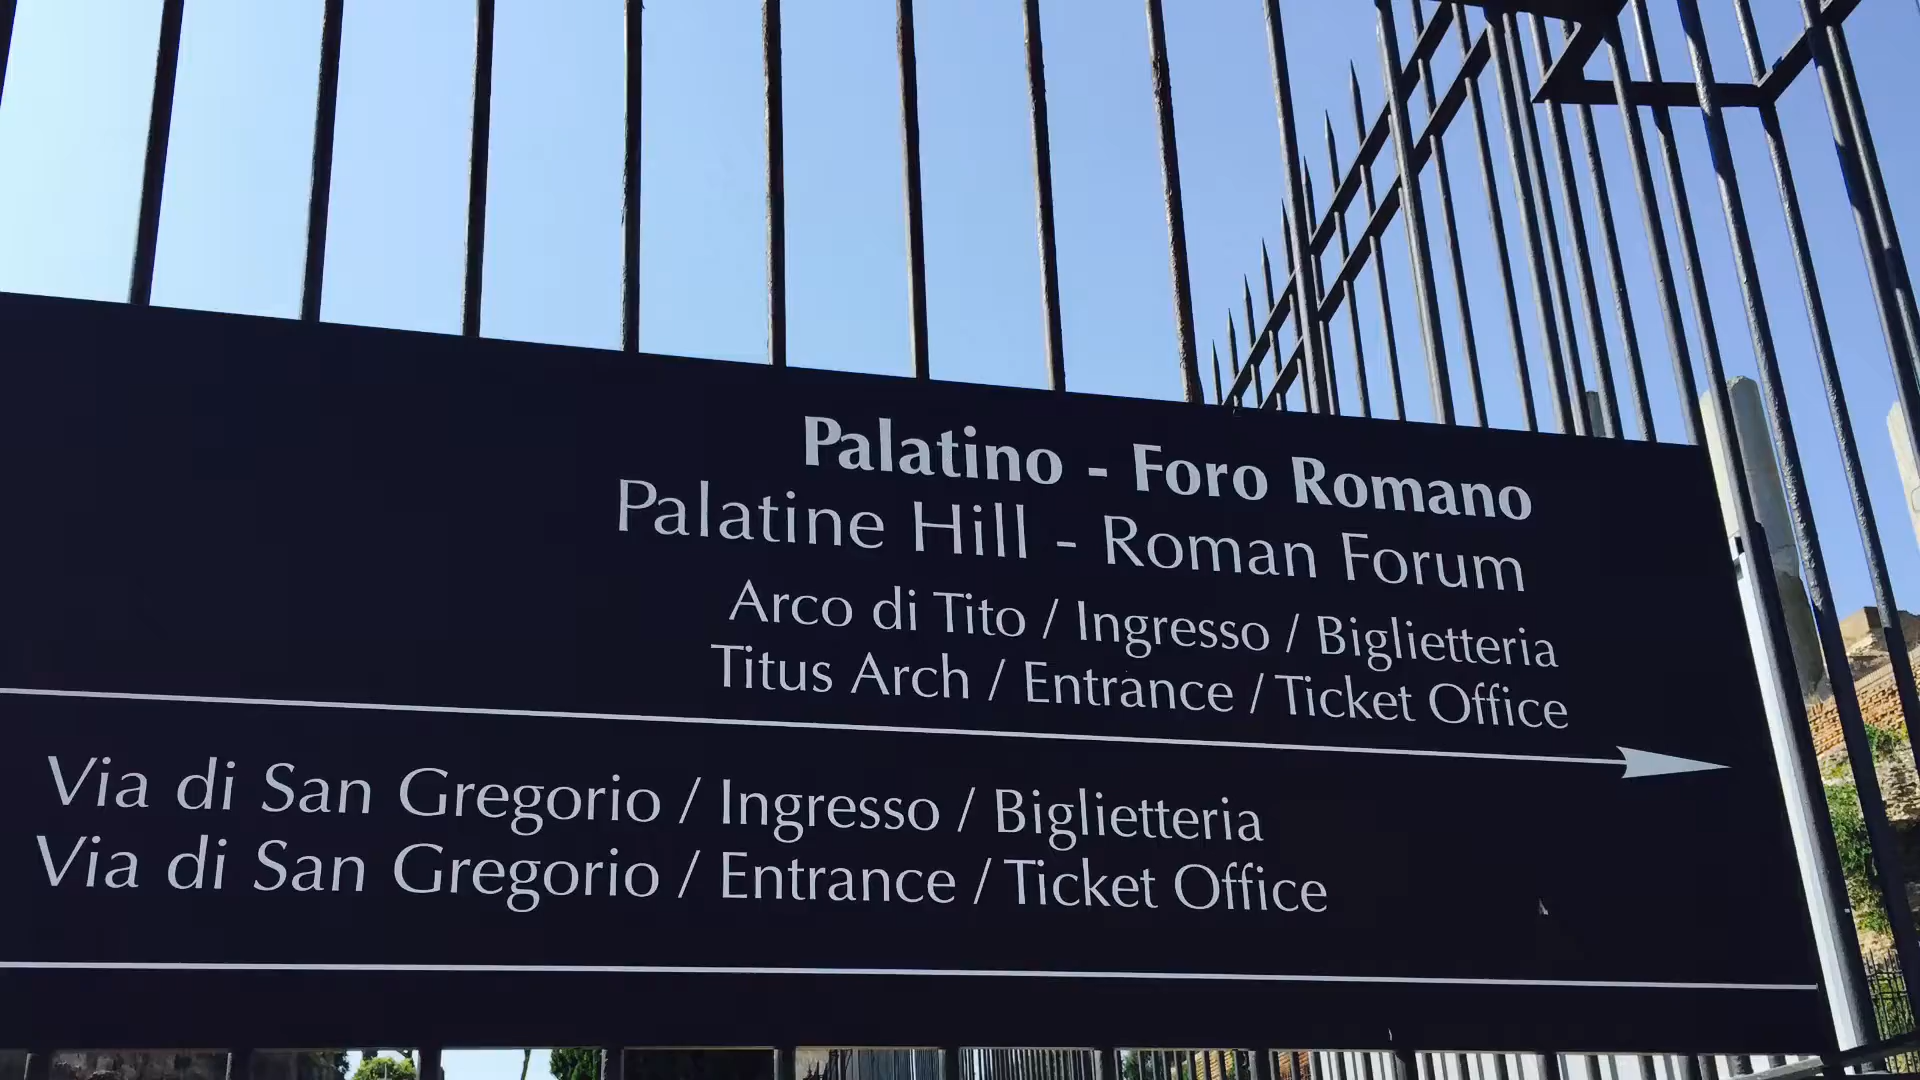 Palatino - Foro Romano
Palatine Hill - Roman Forum
Arco di Tito / Ingresso / Biglietteria
Titus Arch / Entrance / Ticket Office
Via di San Gregorio / Ingresso / Biglietteria
Via di San Gregorio / Entrance / Ticket Office